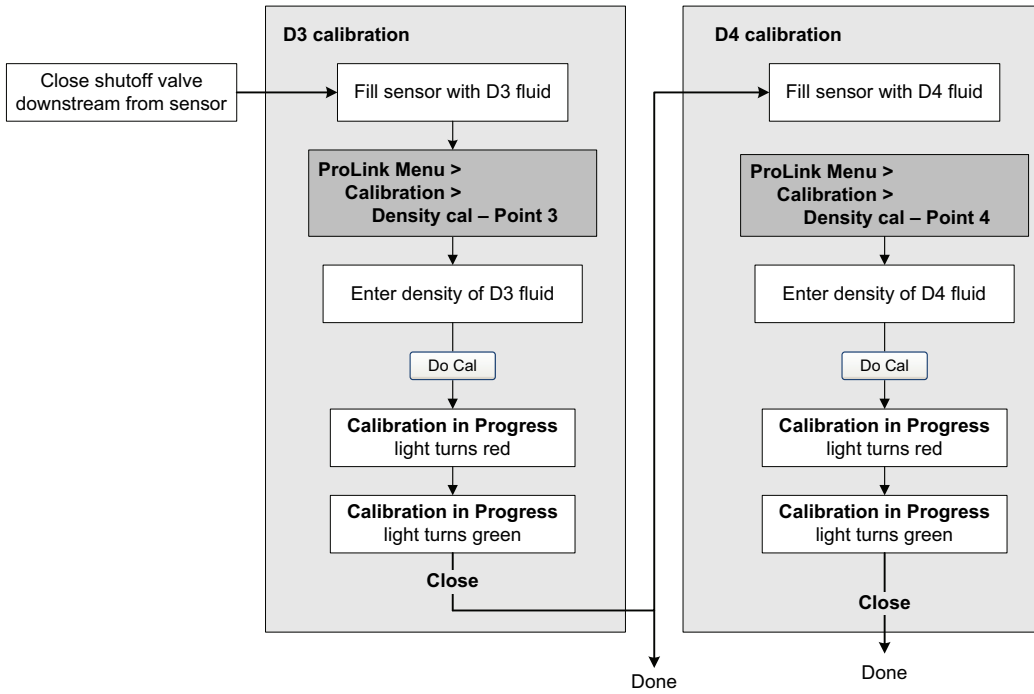 Close shutoff valve
downstream from sensor
D3 calibration
Fill sensor with D3 fluid
ProLink Menu >
Calibration >
Density cal – Point 3
Enter density of D3 fluid
Do Cal
Calibration in Progress
light turns red
Calibration in Progress
light turns green
Close
Done
D4 calibration
Fill sensor with D4 fluid
ProLink Menu >
Calibration >
Density cal – Point 4
Enter density of D4 fluid
Do Cal
Calibration in Progress
light turns red
Calibration in Progress
light turns green
Close
Done